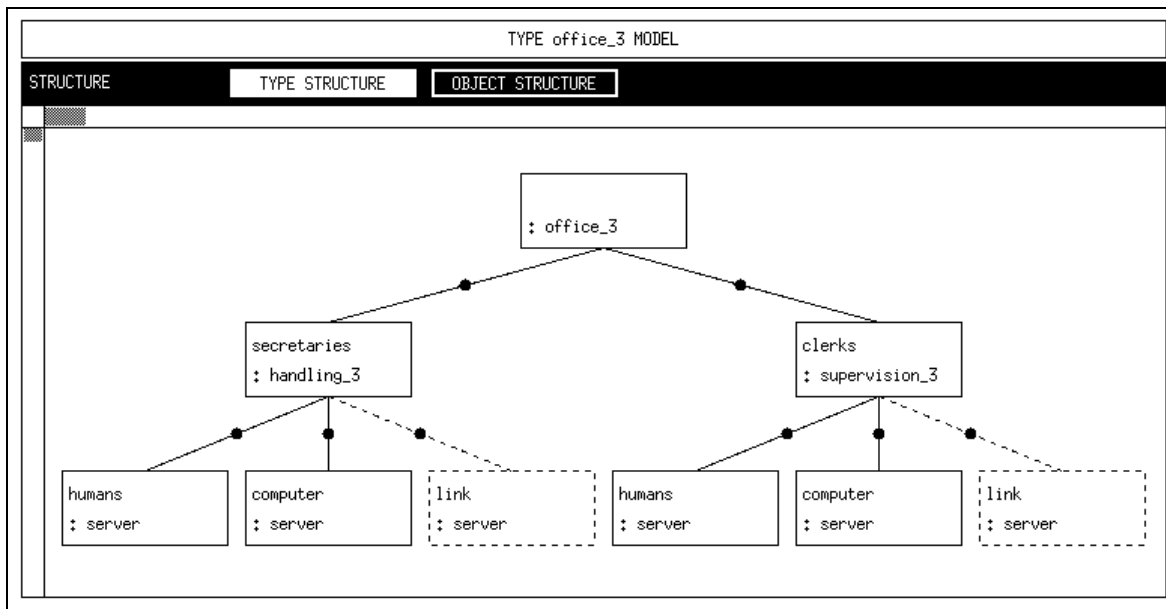 TYPE office_3 MODEL
STRUCTURE TYPE STRUCTURE OBJECT STRUCTURE
: office_3
secretaries
: handling_3
clerks
: supervision_3
humans
: server
computer
: server
link
: server
humans
: server
computer
: server
link
: server